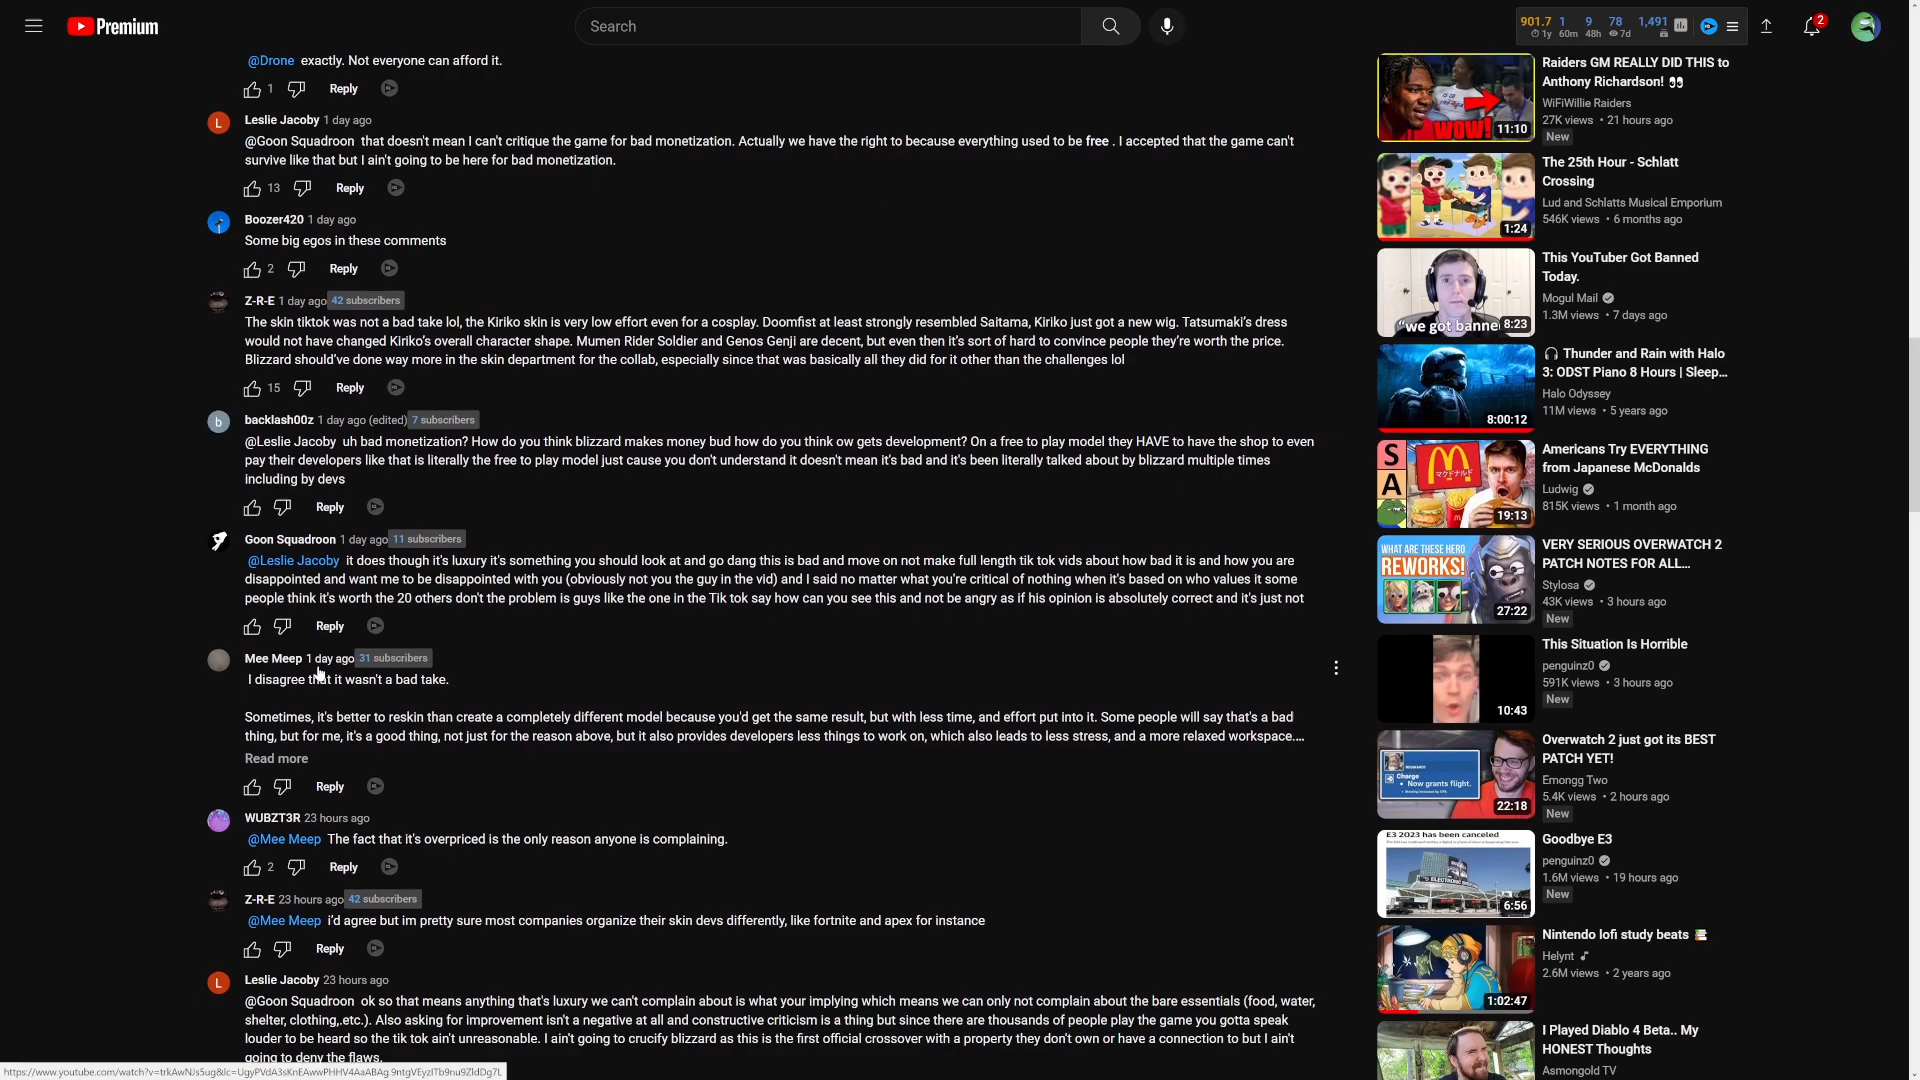 Premium
Search
901.7 1 9 78 1,491
1y 60m 48h 7d
2
@Drone exactly. Not everyone can afford it.
1 Reply
L
Leslie Jacoby 1 day ago
@Goon Squadroon that doesn't mean I can't critique the game for bad monetization. Actually we have the right to because everything used to be free . I accepted that the game can't
survive like that but I ain't going to be here for bad monetization.
13 Reply
Boozer420 1 day ago
Some big egos in these comments
2 Reply
Z-R-E 1 day ago 42 subscribers
The skin tiktok was not a bad take lol, the Kiriko skin is very low effort even for a cosplay. Doomfist at least strongly resembled Saitama, Kiriko just got a new wig. Tatsumaki's dress
would not have changed Kiriko's overall character shape. Mumen Rider Soldier and Genos Genji are decent, but even then it's sort of hard to convince people they're worth the price.
Blizzard should've done way more in the skin department for the collab, especially since that was basically all they did for it other than the challenges lol
15 Reply
b
backlash00z 1 day ago (edited) 7 subscribers
@Leslie Jacoby uh bad monetization? How do you think blizzard makes money bud how do you think ow gets development? On a free to play model they HAVE to have the shop to even
pay their developers like that is literally the free to play model just cause you don't understand it doesn't mean it's bad and it's been literally talked about by blizzard multiple times
including by devs
Reply
Goon Squadroon 1 day ago 11 subscribers
@Leslie Jacoby it does though it's luxury it's something you should look at and go dang this is bad and move on not make full length tik tok vids about how bad it is and how you are
disappointed and want me to be disappointed with you (obviously not you the guy in the vid) and I said no matter what you're critical of nothing when it's based on who values it some
people think it's worth the 20 others don't the problem is guys like the one in the Tik tok say how can you see this and not be angry as if his opinion is absolutely correct and it's just not
Reply
Mee Meep 1 day ago 31 subscribers
I disagree that it wasn't a bad take.
Sometimes, it's better to reskin than create a completely different model because you'd get the same result, but with less time, and effort put into it. Some people will say that's a bad
thing, but for me, it's a good thing, not just for the reason above, but it also provides developers less things to work on, which also leads to less stress, and a more relaxed workspace....
Read more
Reply
WUBZT3R 23 hours ago
@Mee Meep The fact that it's overpriced is the only reason anyone is complaining.
2 Reply
Z-R-E 23 hours ago 42 subscribers
@Mee Meep i'd agree but im pretty sure most companies organize their skin devs differently, like fortnite and apex for instance
Reply
L
Leslie Jacoby 23 hours ago
@Goon Squadroon ok so that means anything that's luxury we can't complain about is what your implying which means we can only not complain about the bare essentials (food, water,
shelter, clothing,.etc.). Also asking for improvement isn't a negative at all and constructive criticism is a thing but since there are thousands of people play the game you gotta speak
louder to be heard so the tik tok ain't unreasonable. I ain't going to crucify blizzard as this is the first official crossover with a property they don't own or have a connection to but I ain't
going to deny the flaws.
https://www.youtube.com/watch?v=trkAwNJs5ug&lc=UgyPVdA3sKnEAwwPHHV4AaABAg.9ntgVEyzITb9nu9ZldDg7L
WOW!
11:10
Raiders GM REALLY DID THIS to
Anthony Richardson! 👀
WiFiWillie Raiders
27K views • 21 hours ago
New
1:24
The 25th Hour - Schlatt
Crossing
Lud and Schlatts Musical Emporium
546K views • 6 months ago
"we got banne
8:23
This YouTuber Got Banned
Today.
Mogul Mail
1.3M views • 7 days ago
8:00:12
🎧 Thunder and Rain with Halo
3: ODST Piano 8 Hours | Sleep...
Halo Odyssey
11M views • 5 years ago
S
A
マクドナルド
19:13
Americans Try EVERYTHING
from Japanese McDonalds
Ludwig
815K views • 1 month ago
WHAT ARE THESE HERO
REWORKS!
27:22
VERY SERIOUS OVERWATCH 2
PATCH NOTES FOR ALL...
Stylosa
43K views • 3 hours ago
New
10:43
This Situation Is Horrible
penguinz0
591K views • 3 hours ago
New
Charge
• Now grants flight.
22:18
Overwatch 2 just got its BEST
PATCH YET!
Emongg Two
5.4K views • 2 hours ago
New
E3 2023 has been canceled
6:56
Goodbye E3
penguinz0
1.6M views • 19 hours ago
New
1:02:47
Nintendo lofi study beats 📚
Helynt
2.6M views • 2 years ago
I Played Diablo 4 Beta.. My
HONEST Thoughts
Asmongold TV